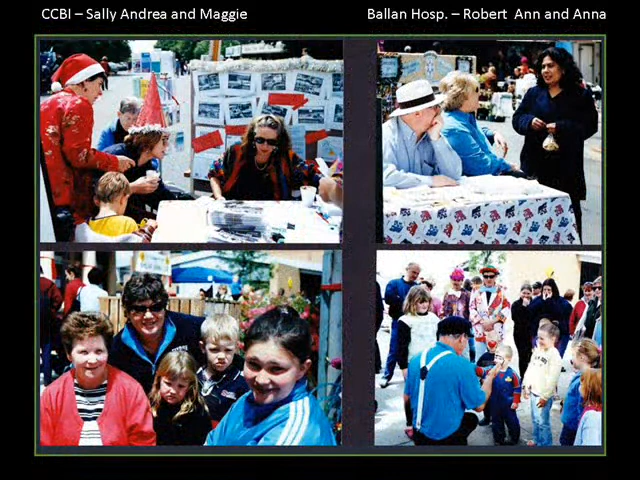 CCBI – Sally Andrea and Maggie
Ballan Hosp. – Robert  Ann and Anna